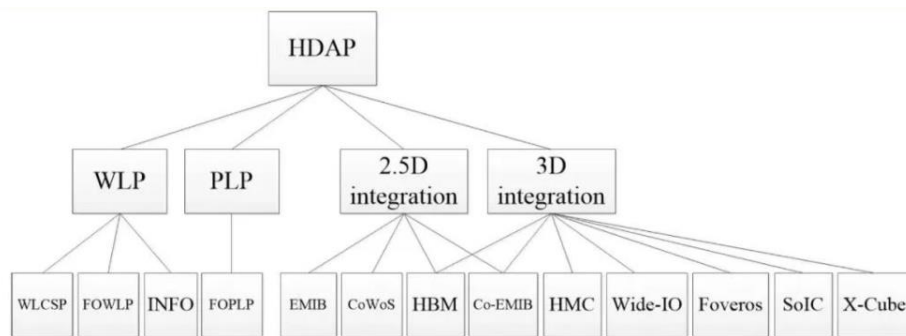 HDAP
WLP
PLP
2.5D
integration
3D
integration
WLCSP
FOWLP
INFO
FOPLP
EMIB
CoWoS
HBM
Co-EMIB
HMC
Wide-IO
Foveros
SoIC
X-Cube